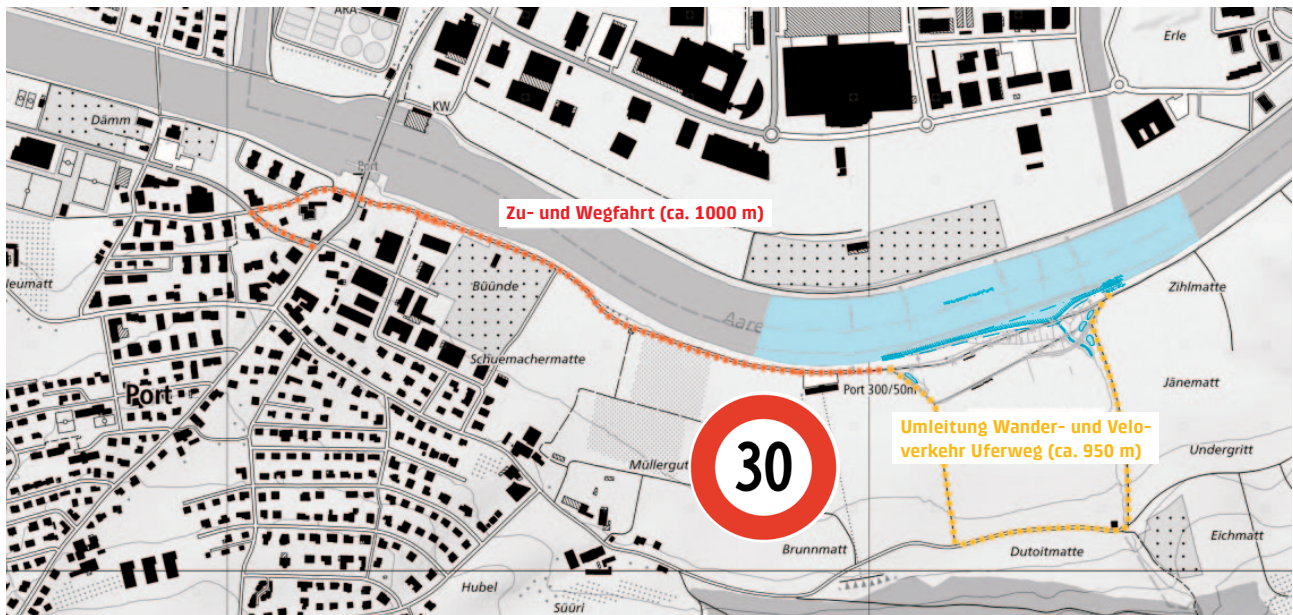 ARA
Erle
KW
Dämm
Port
Zu- und Wegfahrt (ca. 1000 m)
Büünde
Zihlmatte
Aare
Schuemachermatte
Port
Port 300/50m
Jänematt
Umleitung Wander- und Velo-
verkehr Uferweg (ca. 950 m)
30
Müllergut
Undergritt
Brunnmatt
Dutoitmatte
Eichmatt
Hubel
Süüri